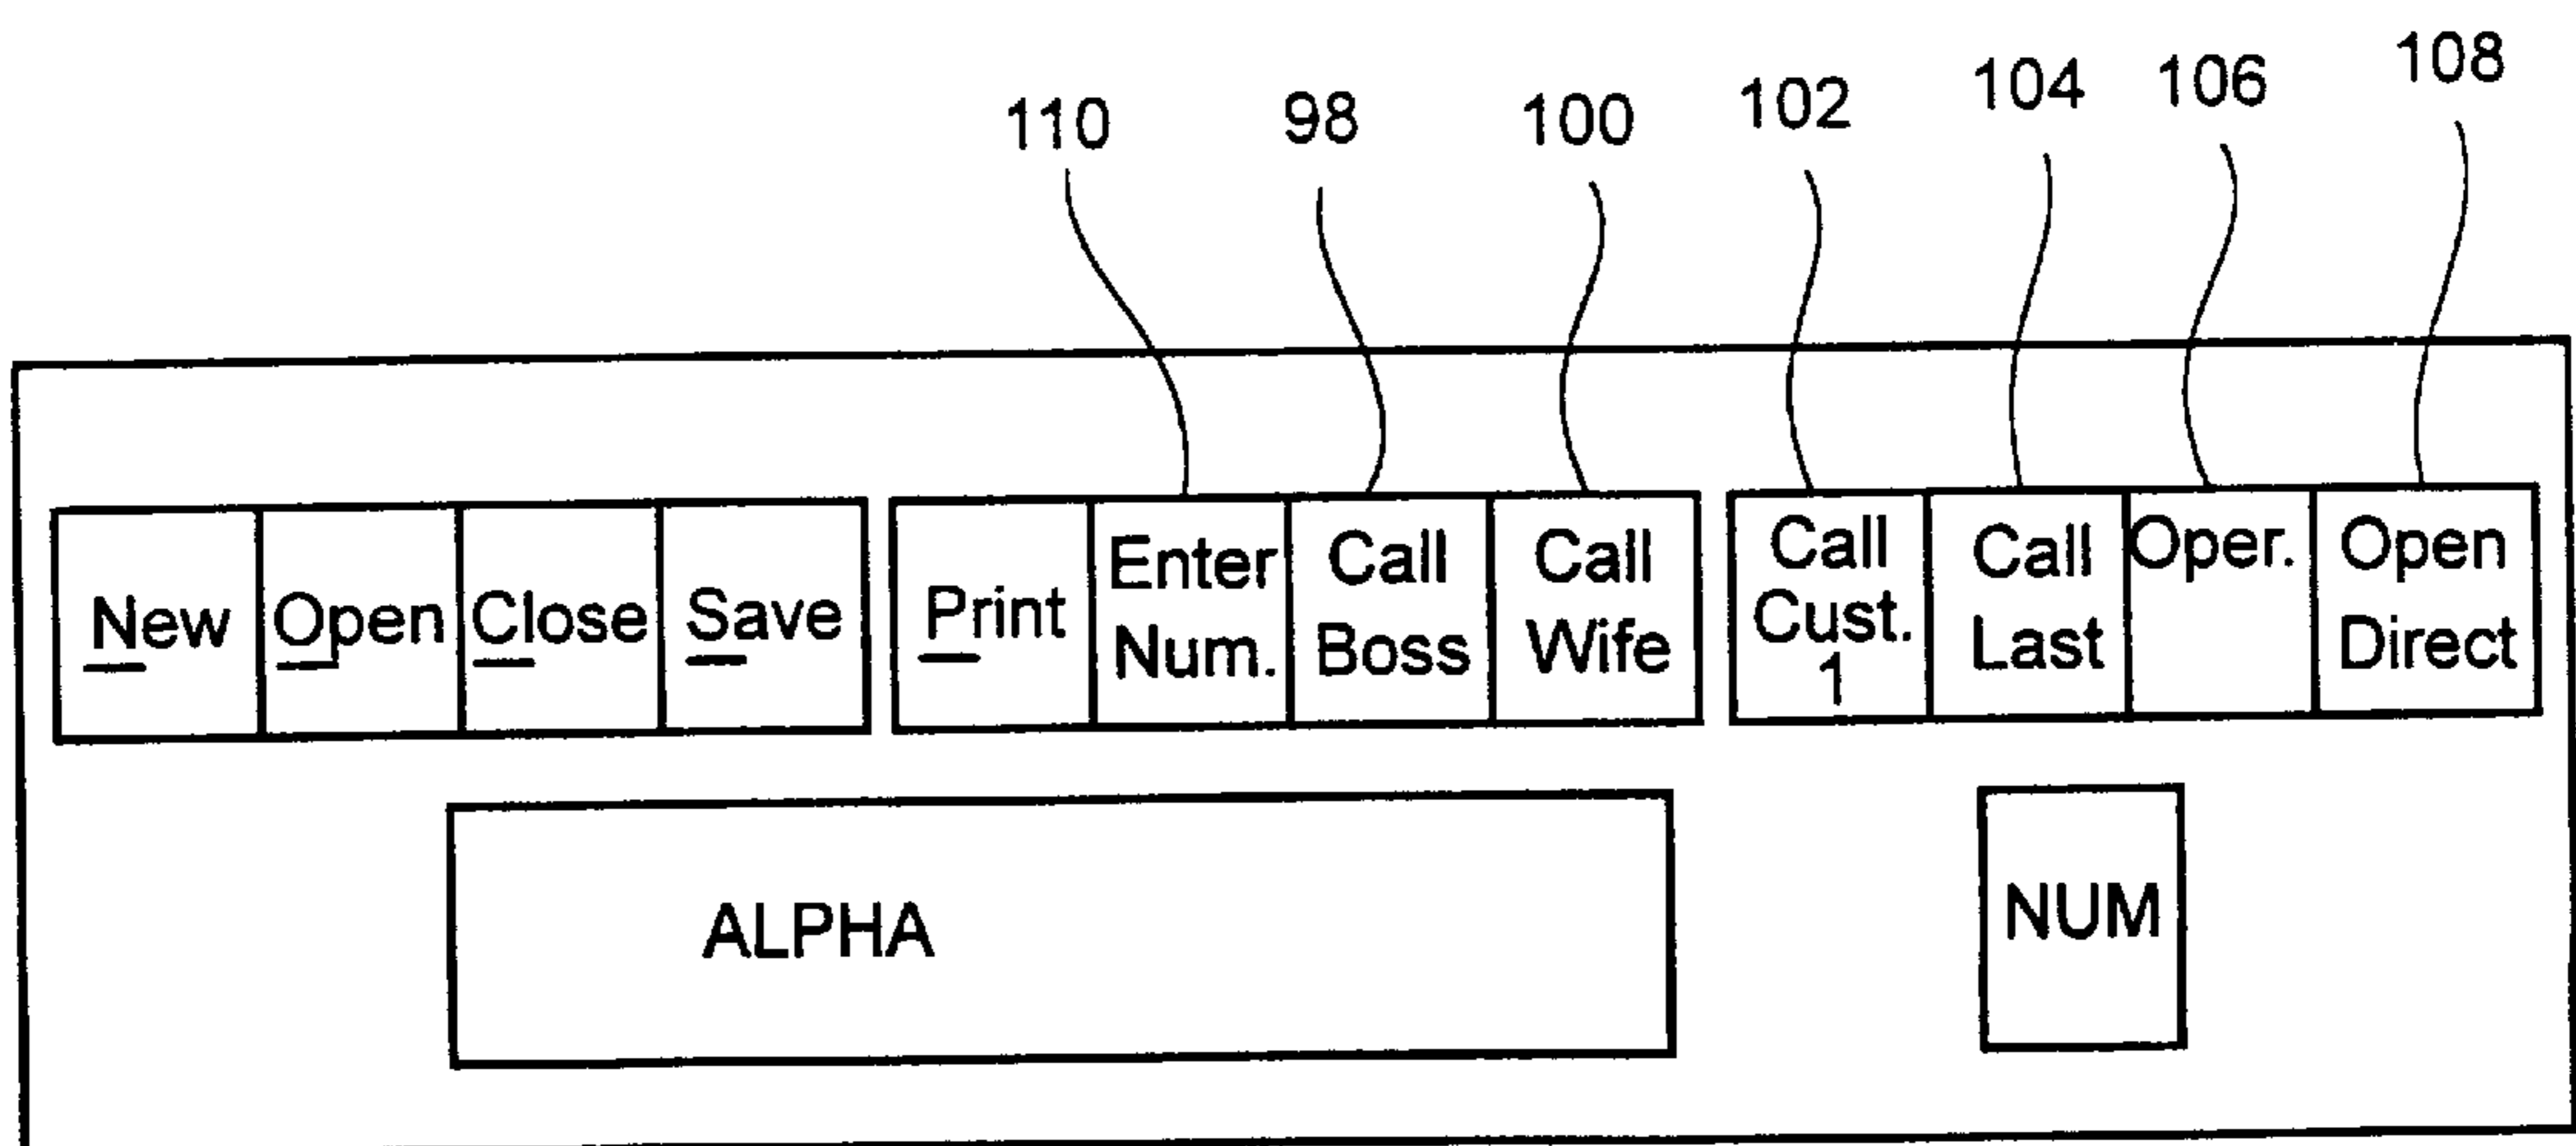 110 98 100 102 104 106 108
New Open Close Save Print Enter Num. Call Boss Call Wife Call Cust. 1 Call Last Oper. Open Direct
ALPHA NUM